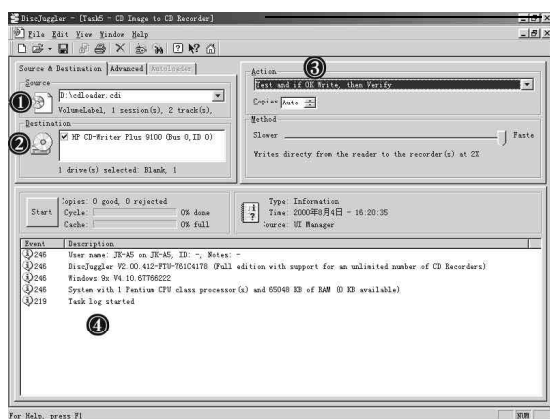 DiscJuggler - [Task5 - CD Image to CD Recorder]
File Edit View Window Help
Source & Destination Advanced Autoloader
Source
D:\cdloader.cdi
VolumeLabel, 1 session(s), 2 track(s),
Destination
HP CD-Writer Plus 9100 (Bus 0,ID 0)
1 drive(s) selected: Blank, 1
Action
Test and if OK Write, then Verify
Copies Auto
Method
Slower Faste
Writes directy from the reader to the recorder(s) at 2X
Start
Copies: 0 good, 0 rejected
Cycle: 0% done
Cache: 0% full
Type: Information
Time: 2000年8月4日 - 16:20:35
Source: UI Manager
Event Description
246 User name: JK-A5 on JK-A5, ID: -, Notes: -
246 DiscJuggler V2.00.412-PTU-761C4178 (Full edition with support for an unlimited number of CD Recorders)
246 Windows 9x V4.10.67766222
246 System with 1 Pentium CPU class processor(s) and 65048 KB of RAM (0 KB available)
219 Task log started
For Help, press F1
NUM
1
2
3
4